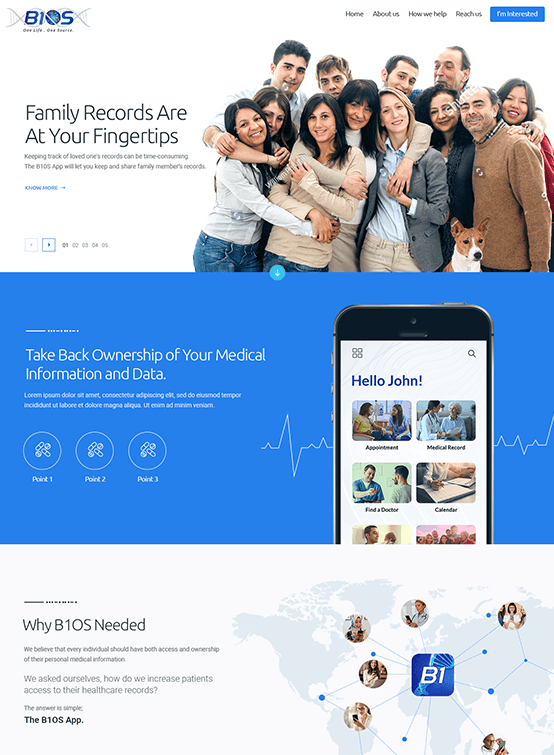 B1OS
One Life . One Source.
Home About us How we help Reach us I'm Interested
Family Records Are
At Your Fingertips
Keeping track of loved one's records can be time-consuming.
The B1OS App will let you keep and share family member's records.
KNOW MORE →
01 02 03 04 05
Take Back Ownership of Your Medical
Information and Data.
Lorem ipsum dolor sit amet, consectetur adipiscing elit, sed do eiusmod tempor
incididunt ut labore et dolore magna aliqua. Ut enim ad minim veniam.
Point 1 Point 2 Point 3
Hello John!
Appointment Medical Record
Find a Doctor Calendar
Why B1OS Needed
We believe that every individual should have both access and ownership
of their personal medical information.
We asked ourselves, how do we increase patients
access to their healthcare records?
The answer is simple;
The B1OS App.
B1